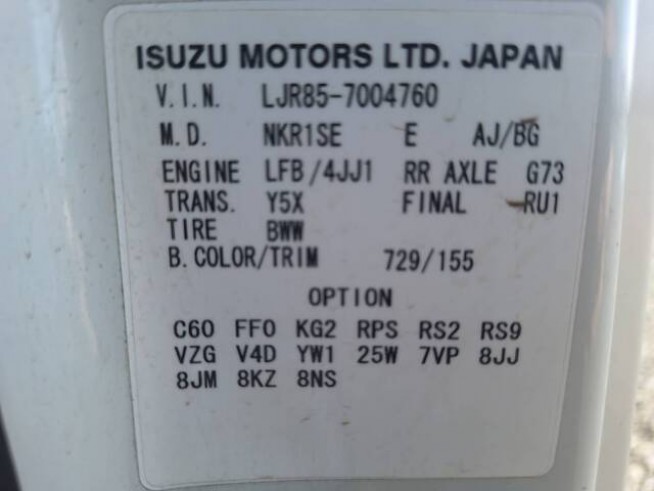 ISUZU MOTORS LTD. JAPAN
V.I.N. LJR85-7004760
M.D. NKR1SE E AJ/BG
ENGINE LFB/4JJ1 RR AXLE G73
TRANS. Y5X FINAL RU1
TIRE BWW
B.COLOR/TRIM 729/155
OPTION
C60 FF0 KG2 RPS RS2 RS9
VZG V4D YW1 25W 7VP 8JJ
8JM 8KZ 8NS